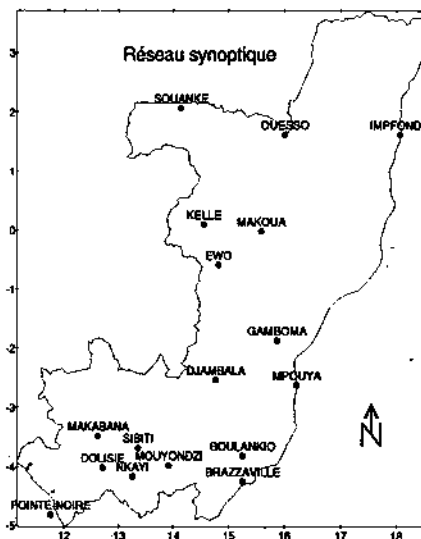 Réseau synoptique
3
SOUANKE
2
OUESSO
IMPFOND
1
KELLE
MAKOUA
0
EWO
-1
GAMBOMA
-2
DJAMBALA
MPOUYA
-3
MAKABANA
SIBITI
BOULANKIO
MOUYONDZI
DOLISIE
-4
NKAYI
BRAZZAVILLE
N
POINTE NOIRE
-5
12 13 14 15 16 17 18